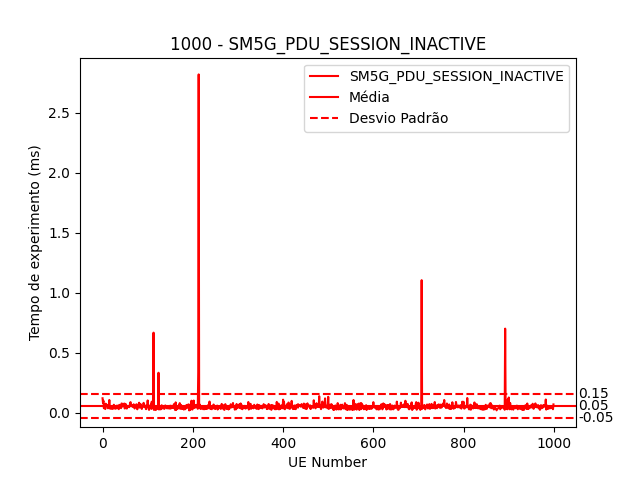 1000 - SM5G_PDU_SESSION_INACTIVE
SM5G_PDU_SESSION_INACTIVE
Média
Desvio Padrão
Tempo de experimento (ms)
2.5
2.0
1.5
1.0
0.5
0.0
0.15
0.05
-0.05
0
200
400
600
800
1000
UE Number